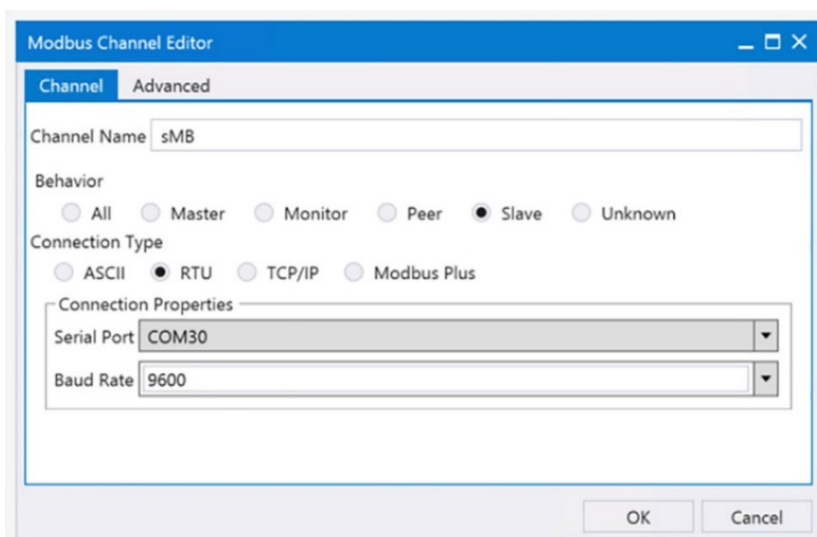 Modbus Channel Editor
Channel Advanced
Channel Name sMB
Behavior
All Master Monitor Peer Slave Unknown
Connection Type
ASCII RTU TCP/IP Modbus Plus
Connection Properties
Serial Port COM30
Baud Rate 9600
OK Cancel